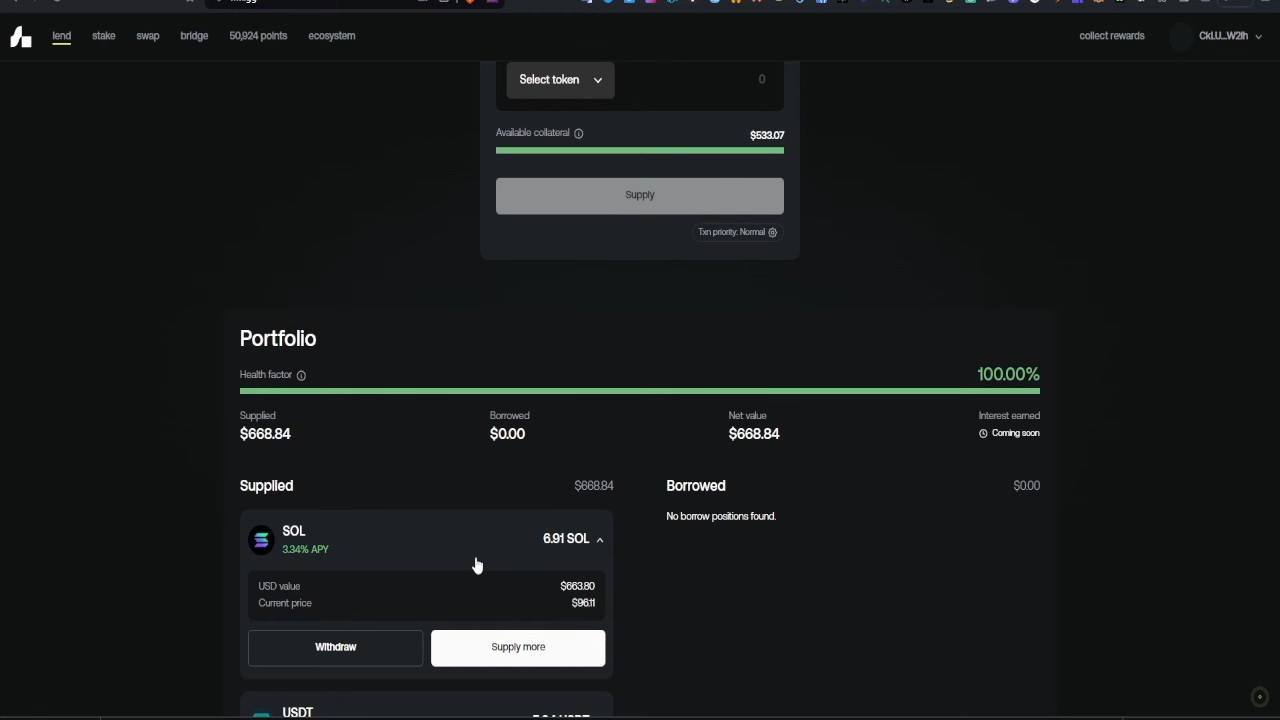 lend stake swap bridge 50,924 points ecosystem collect rewards CkLU...W2ih
Select token 0
Available collateral $533.07
Supply
Txn priority: Normal
Portfolio
Health factor 100.00%
Supplied Borrowed Net value Interest earned
$668.84 $0.00 $668.84 Coming soon
Supplied $668.84 Borrowed $0.00
SOL
3.34% APY 6.91 SOL
No borrow positions found.
USD value $663.80
Current price $96.11
Withdraw Supply more
USDT